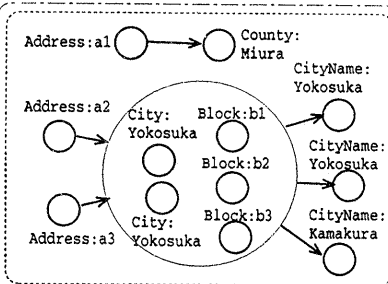 Address:a1
County:
Miura
CityName:
Yokosuka
Address:a2
City:
Yokosuka
Block:b1
CityName:
Yokosuka
Block:b2
Address:a3
City:
Yokosuka
Block:b3
CityName:
Kamakura